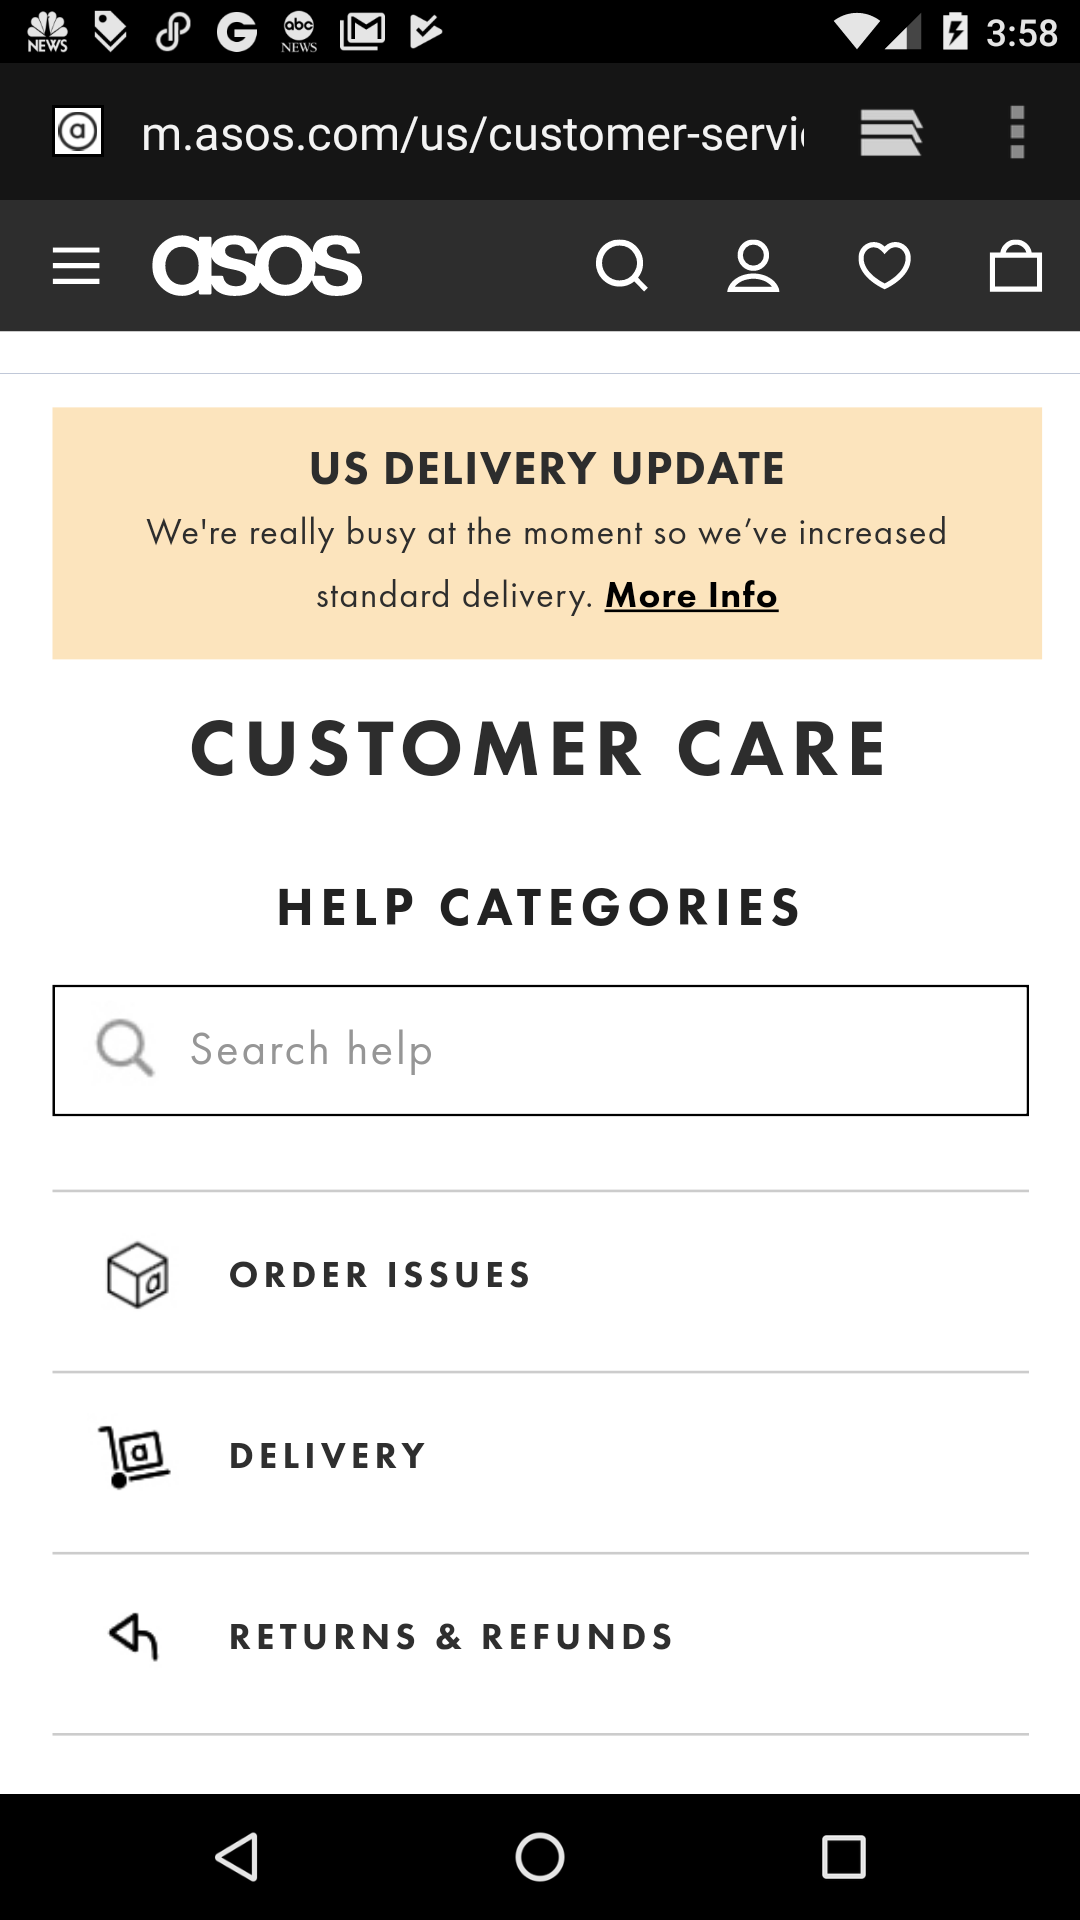 NEWS
G
abc
NEWS
3:58
m.asos.com/us/customer-servi
asos
US DELIVERY UPDATE
We're really busy at the moment so we’ve increased
standard delivery. More Info
CUSTOMER CARE
HELP CATEGORIES
Search help
ORDER ISSUES
DELIVERY
RETURNS & REFUNDS